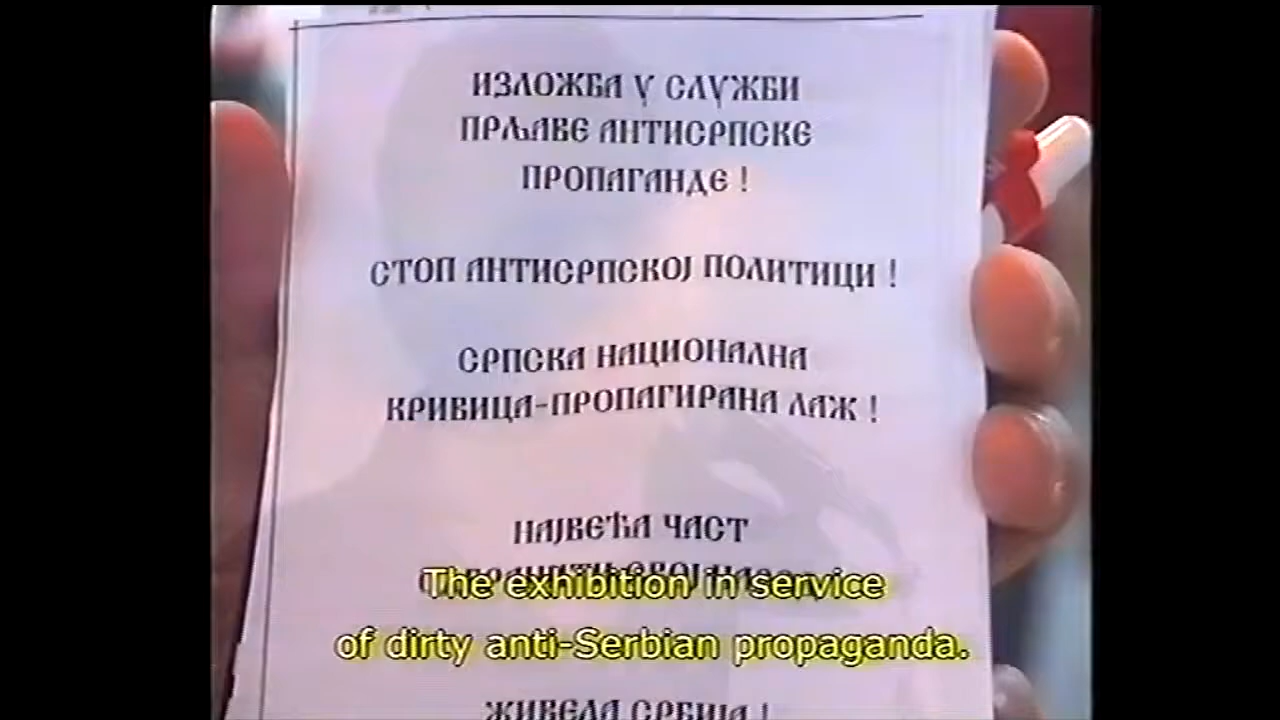 ИЗЛОЖБА У СЛУЖБИ
ПРЉАВЕ АНТИСРПСКЕ
ПРОПАГАНДЕ !
СТОП АНТИСРПСКОЈ ПОЛИТИЦИ !
СРПСКА НАЦИОНАЛНА
КРИВИЦА-ПРОПАГИРАНА ЛАЖ !
НАЈВЕЋА ЧАСТ
The exhibition in service
of dirty anti-Serbian propaganda.
ЖИВЕЛА СРБИЈА !